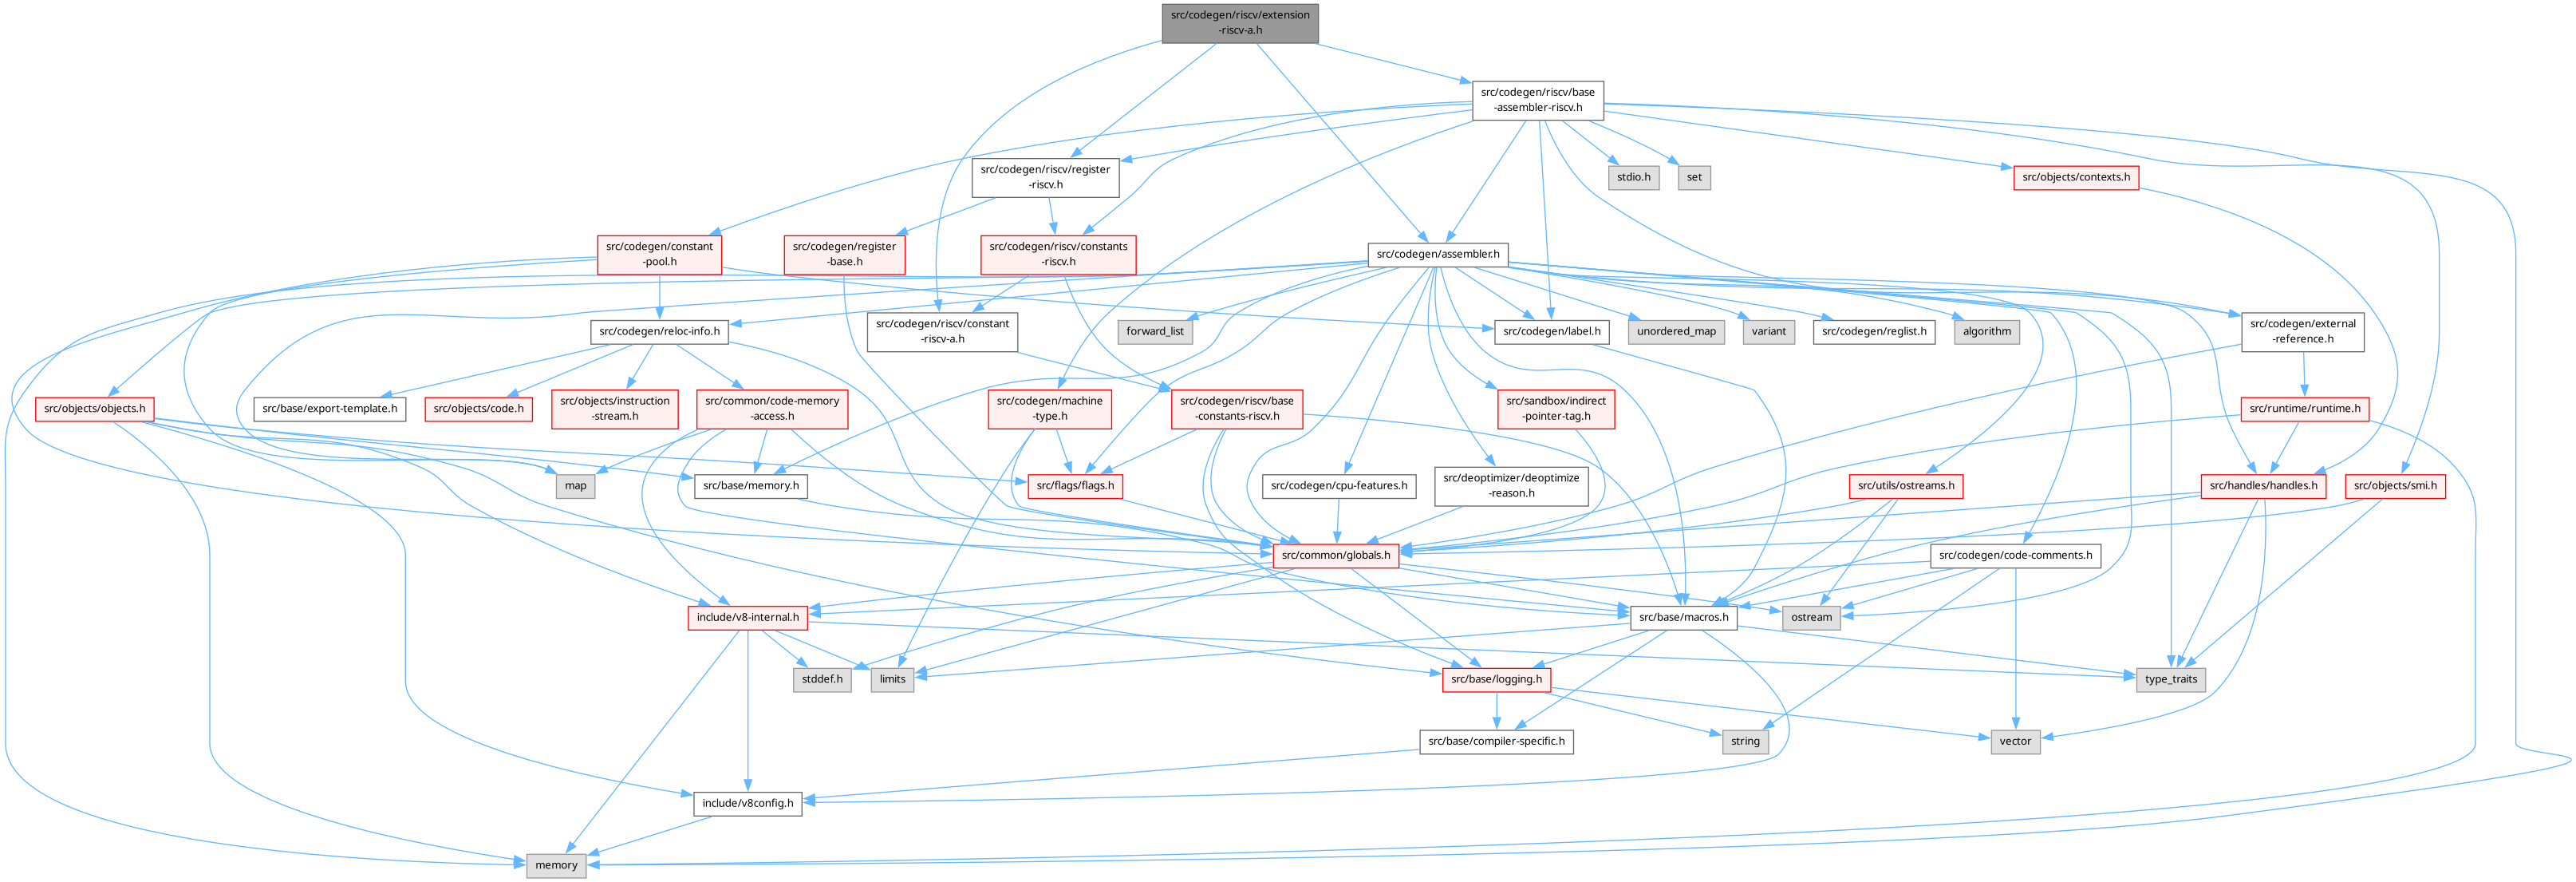 src/codegen/riscv/extension
-riscv-a.h
src/codegen/riscv/base
-assembler-riscv.h
src/codegen/riscv/register
-riscv.h
stdio.h
set
src/objects/contexts.h
src/codegen/constant
-pool.h
src/codegen/register
-base.h
src/codegen/riscv/constants
-riscv.h
src/codegen/assembler.h
src/codegen/reloc-info.h
src/codegen/riscv/constant
-riscv-a.h
forward_list
src/codegen/label.h
unordered_map
variant
src/codegen/reglist.h
algorithm
src/codegen/external
-reference.h
src/objects/objects.h
src/base/export-template.h
src/objects/code.h
src/objects/instruction
-stream.h
src/common/code-memory
-access.h
src/codegen/machine
-type.h
src/codegen/riscv/base
-constants-riscv.h
src/sandbox/indirect
-pointer-tag.h
src/runtime/runtime.h
map
src/base/memory.h
src/flags/flags.h
src/codegen/cpu-features.h
src/deoptimizer/deoptimize
-reason.h
src/utils/ostreams.h
src/handles/handles.h
src/objects/smi.h
src/common/globals.h
src/codegen/code-comments.h
include/v8-internal.h
src/base/macros.h
ostream
stddef.h
limits
src/base/logging.h
type_traits
src/base/compiler-specific.h
string
vector
include/v8config.h
memory